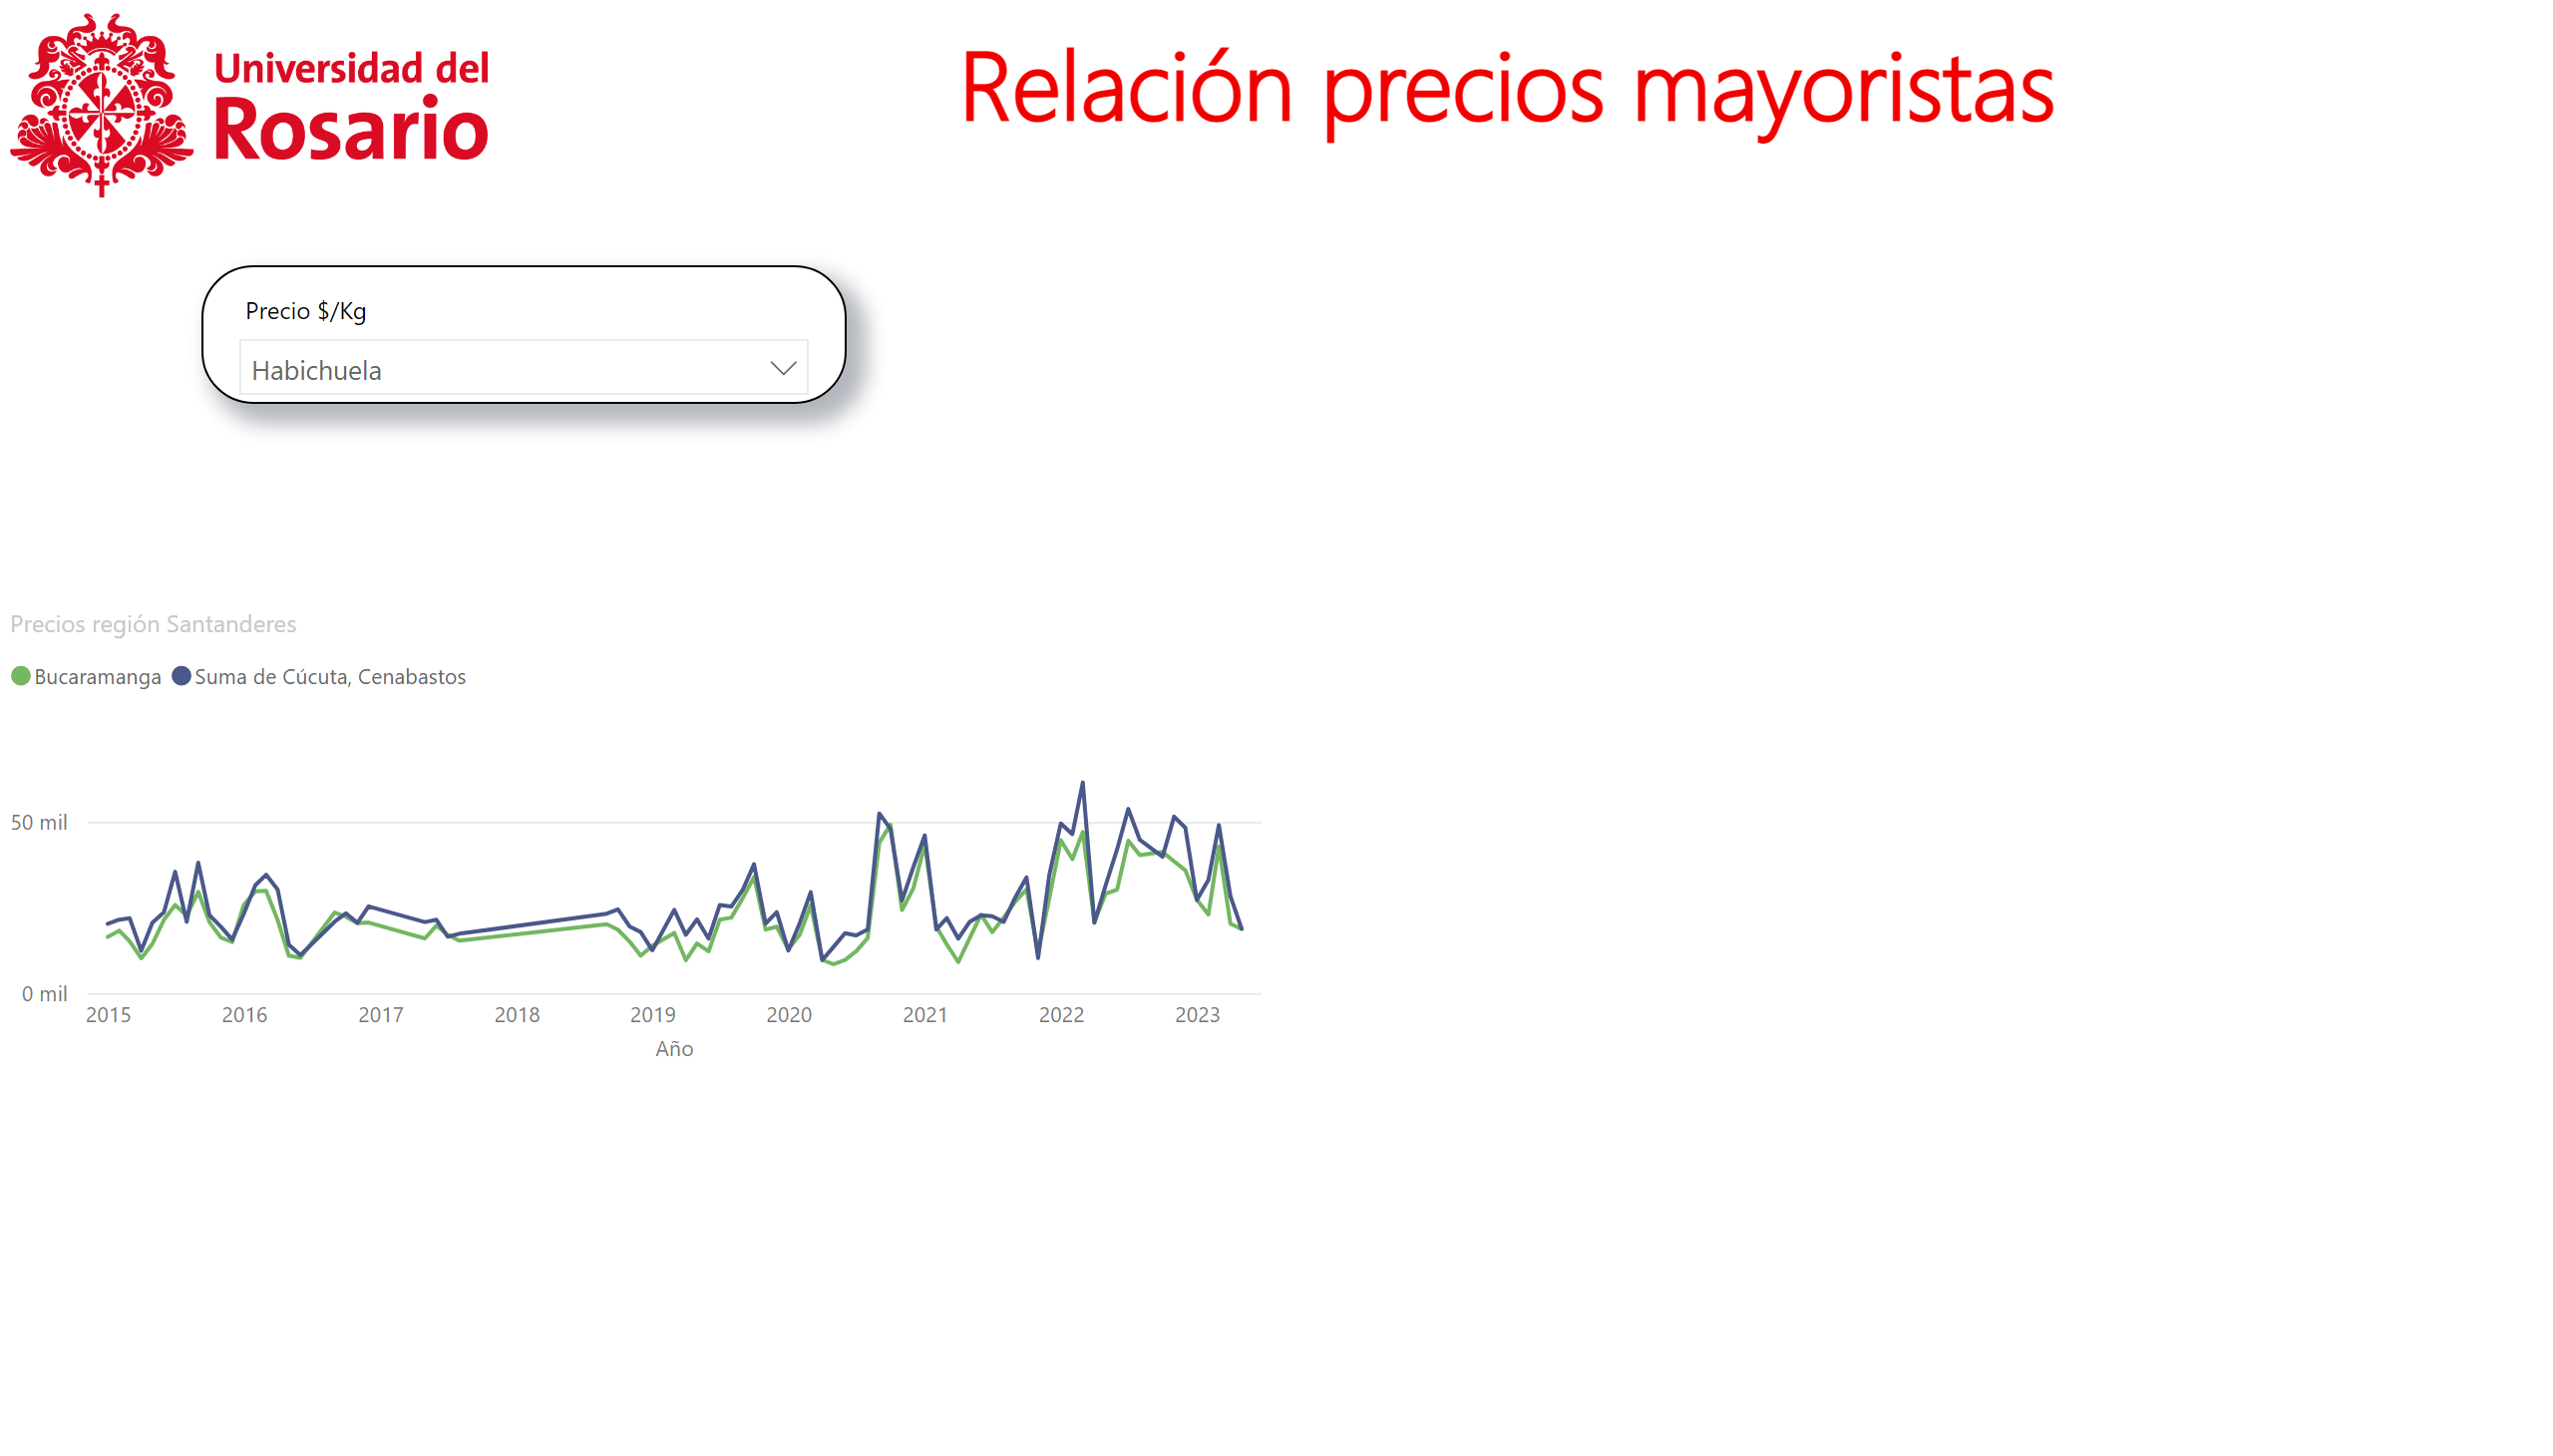 Universidad del
Rosario
Relación precios mayoristas
Precio $/Kg
Habichuela
Precios región Santanderes
Bucaramanga Suma de Cúcuta, Cenabastos
50 mil
0 mil
2015 2016 2017 2018 2019 2020 2021 2022 2023
Año